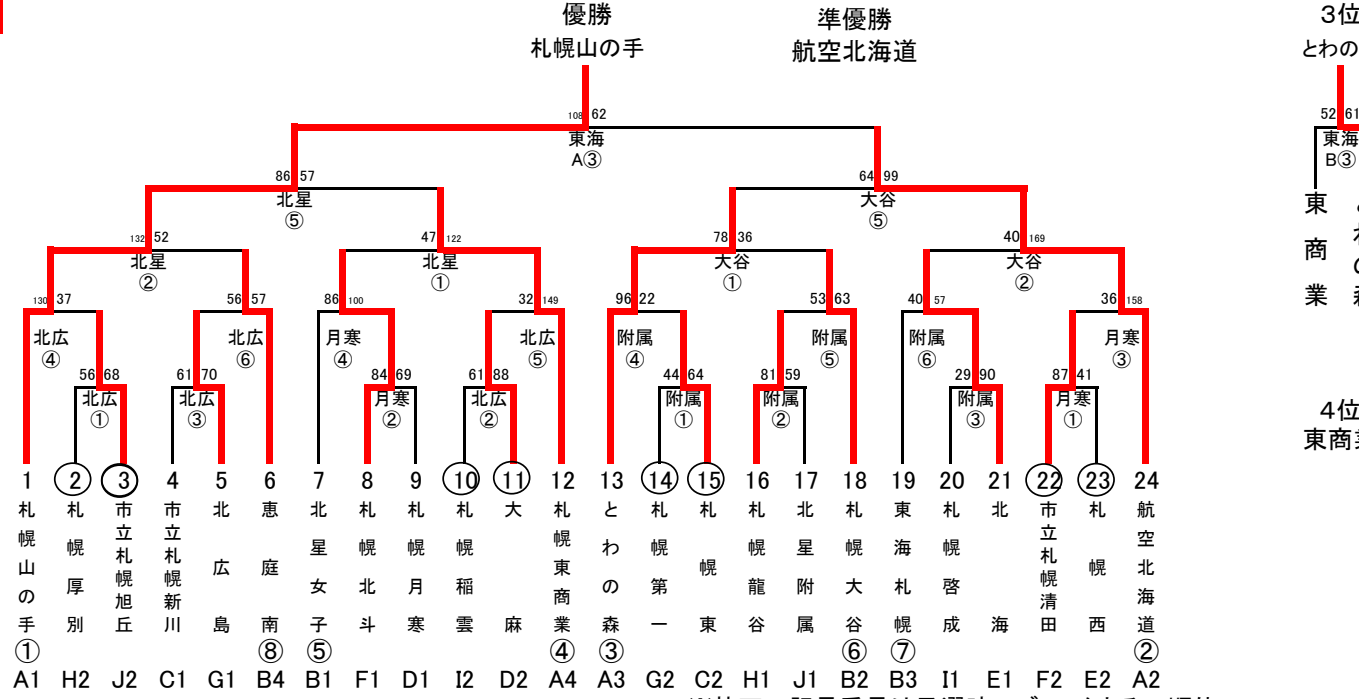 優勝
準優勝
3位
札幌山の手
航空北海道
とわの
108 62
東海
A③
52 61
東海
B③
86 57
北星
⑤
64 99
大谷
⑤
132 52
北星
②
47 122
北星
①
78 36
大谷
①
40 169
大谷
②
130 37
北広
④
56 57
北広
⑥
86 100
月寒
④
32 149
北広
⑤
96 22
附属
④
53 63
附属
⑤
40 57
附属
⑥
36 158
月寒
③
56 68
北広
①
61 70
北広
③
84 69
月寒
②
61 88
北広
②
44 64
附属
①
81 59
附属
②
29 90
附属
③
87 41
月寒
①
東商業
4位
東商業
1 2 3 4 5 6 7 8 9 10 11 12 13 14 15 16 17 18 19 20 21 22 23 24
札幌山の手
札幌厚別
市立札幌旭丘
市立札幌新川
北広島
恵庭南
北星女子
札幌北斗
札幌月寒
札幌稲雲
大麻
札幌東商業
とわの森
札幌第一
札幌東
札幌龍谷
北星附属
札幌大谷
東海札幌
札幌啓成
北海
市立札幌清田
札幌西
航空北海道
① ⑧ ⑤ ④ ③ ⑥ ⑦ ②
A1 H2 J2 C1 G1 B4 B1 F1 D1 I2 D2 A4 A3 G2 C2 H1 J1 B2 B3 I1 E1 F2 E2 A2